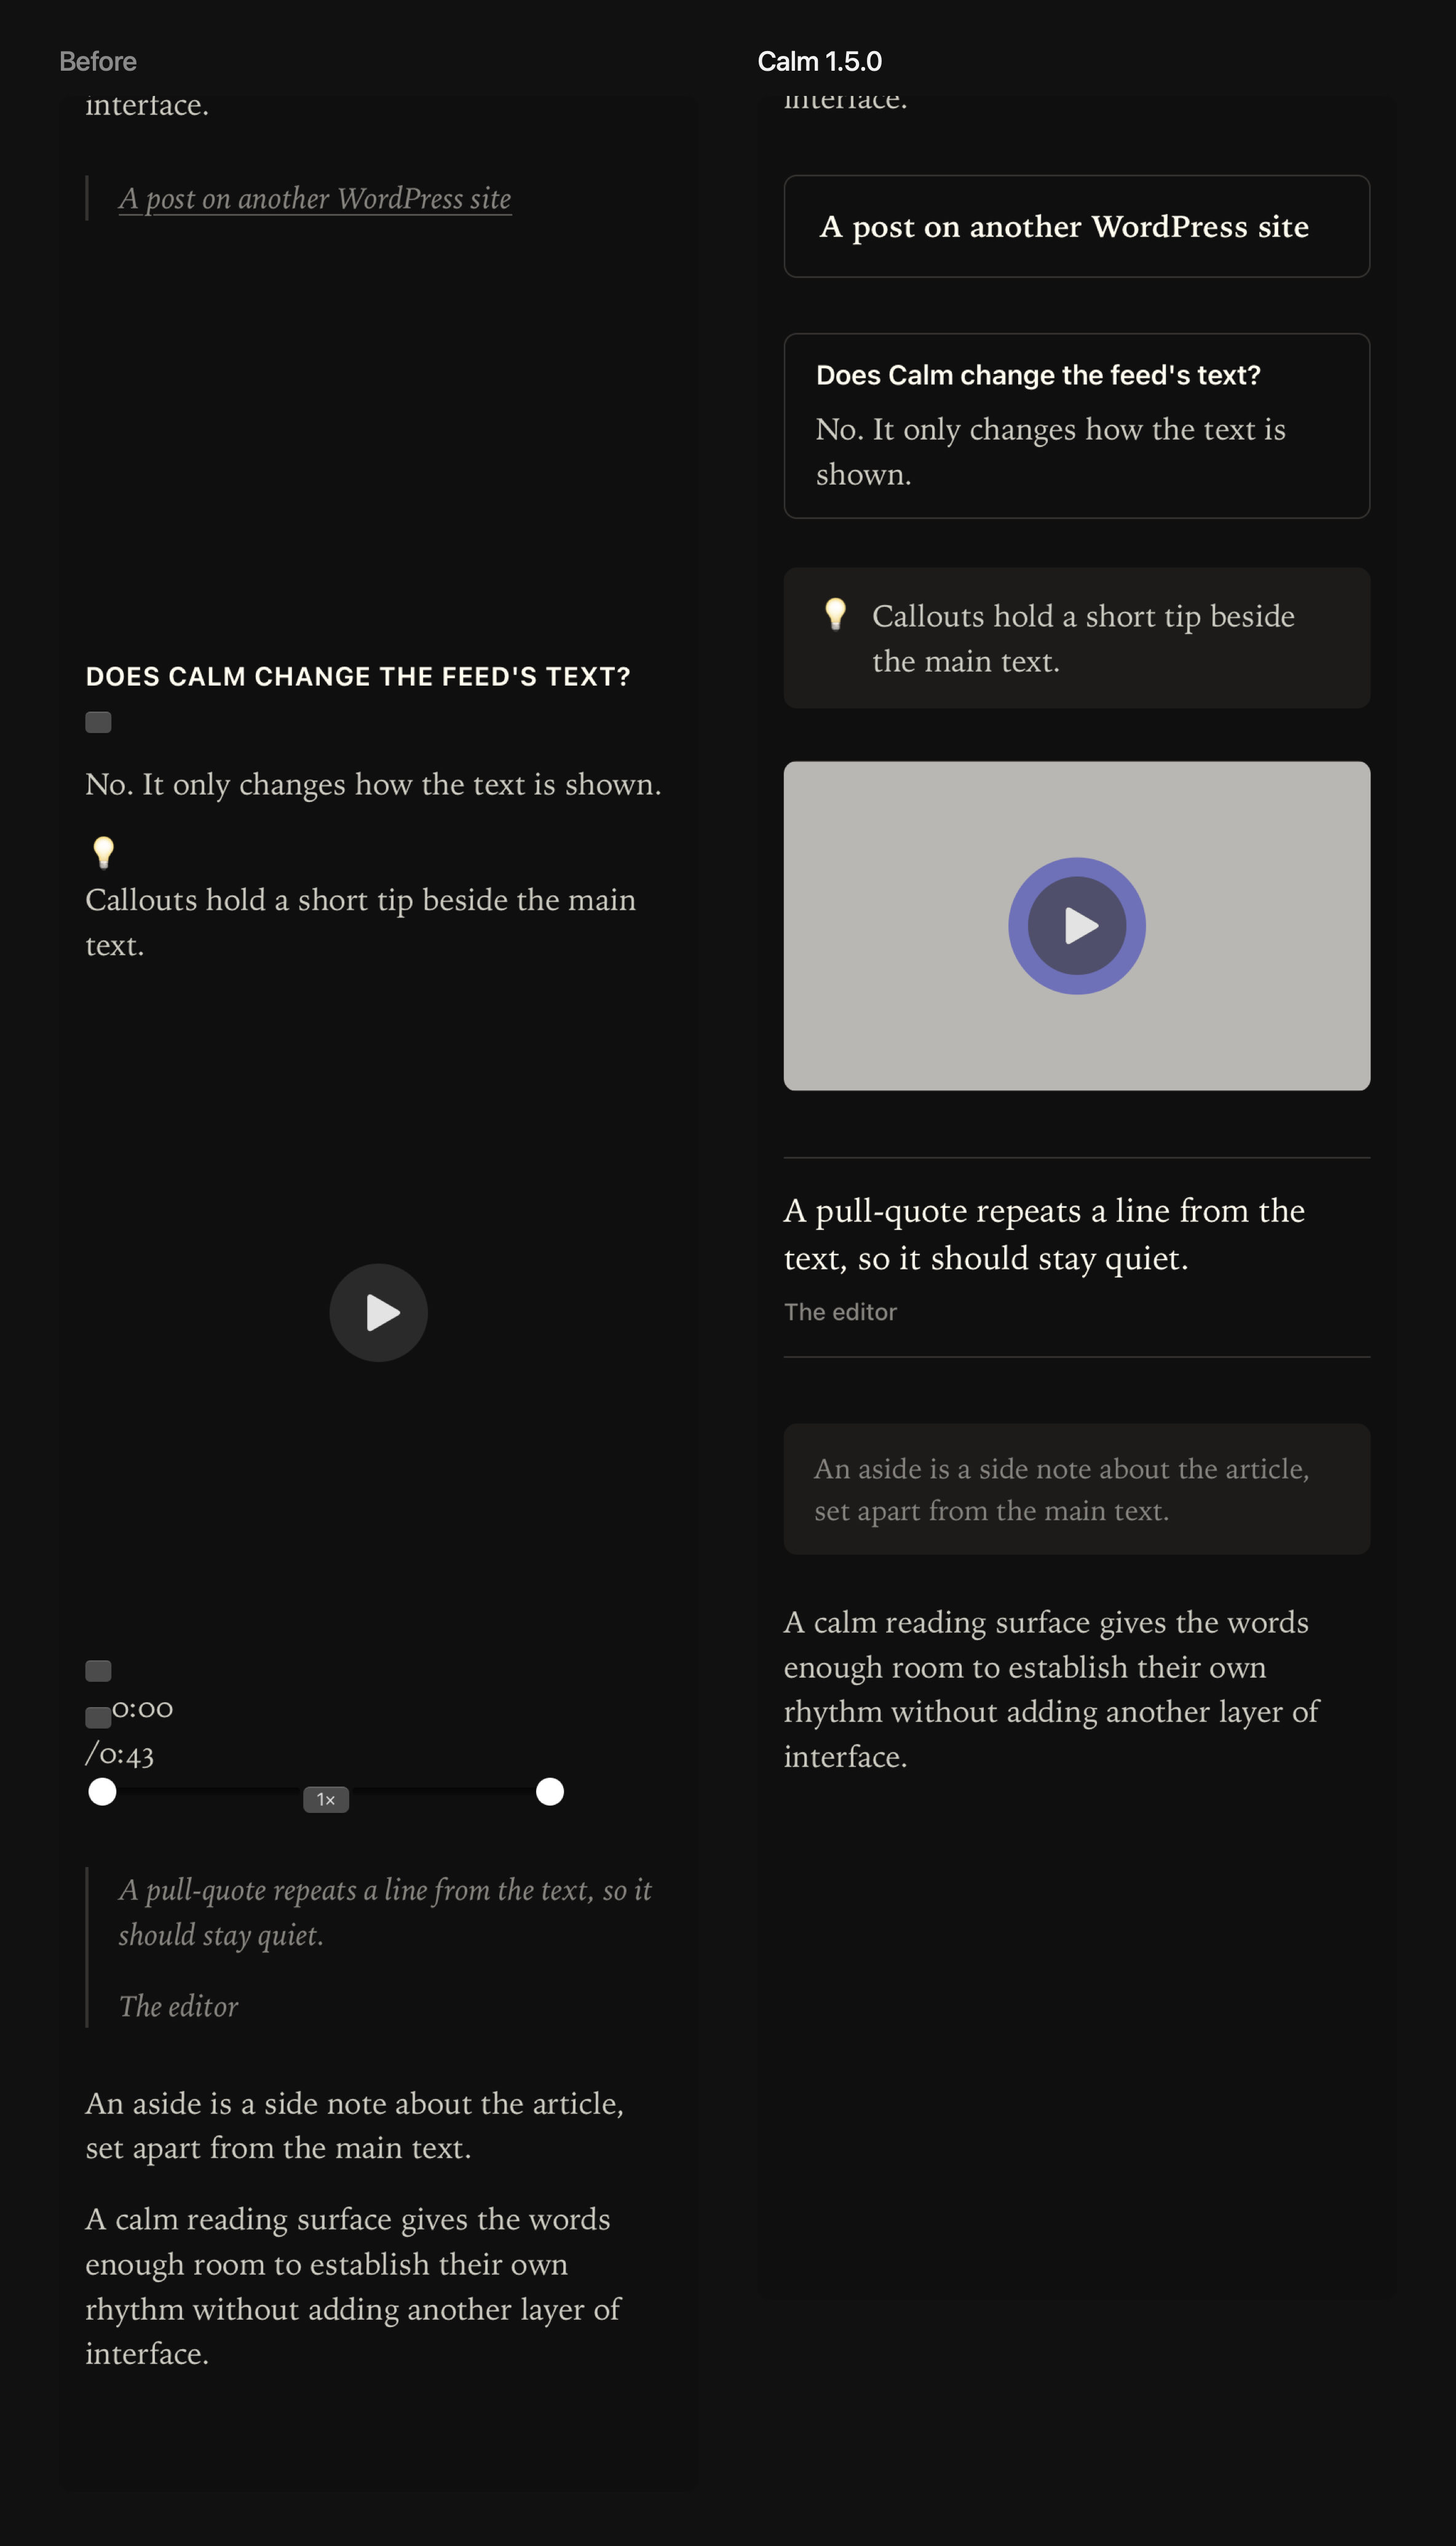 Before
interface.
A post on another WordPress site
DOES CALM CHANGE THE FEED'S TEXT?
No. It only changes how the text is shown.
Callouts hold a short tip beside the main
text.
0:00
/0:43
1×
A pull-quote repeats a line from the text, so it
should stay quiet.
The editor
An aside is a side note about the article,
set apart from the main text.
A calm reading surface gives the words
enough room to establish their own
rhythm without adding another layer of
interface.
Calm 1.5.0
interface.
A post on another WordPress site
Does Calm change the feed's text?
No. It only changes how the text is
shown.
Callouts hold a short tip beside
the main text.
A pull-quote repeats a line from the
text, so it should stay quiet.
The editor
An aside is a side note about the article,
set apart from the main text.
A calm reading surface gives the words
enough room to establish their own
rhythm without adding another layer of
interface.